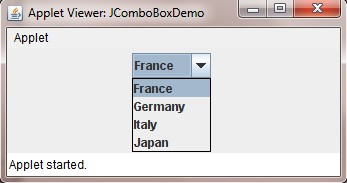 Applet Viewer: JComboBoxDemo
Applet
France
France
Germany
Italy
Japan
Applet started.